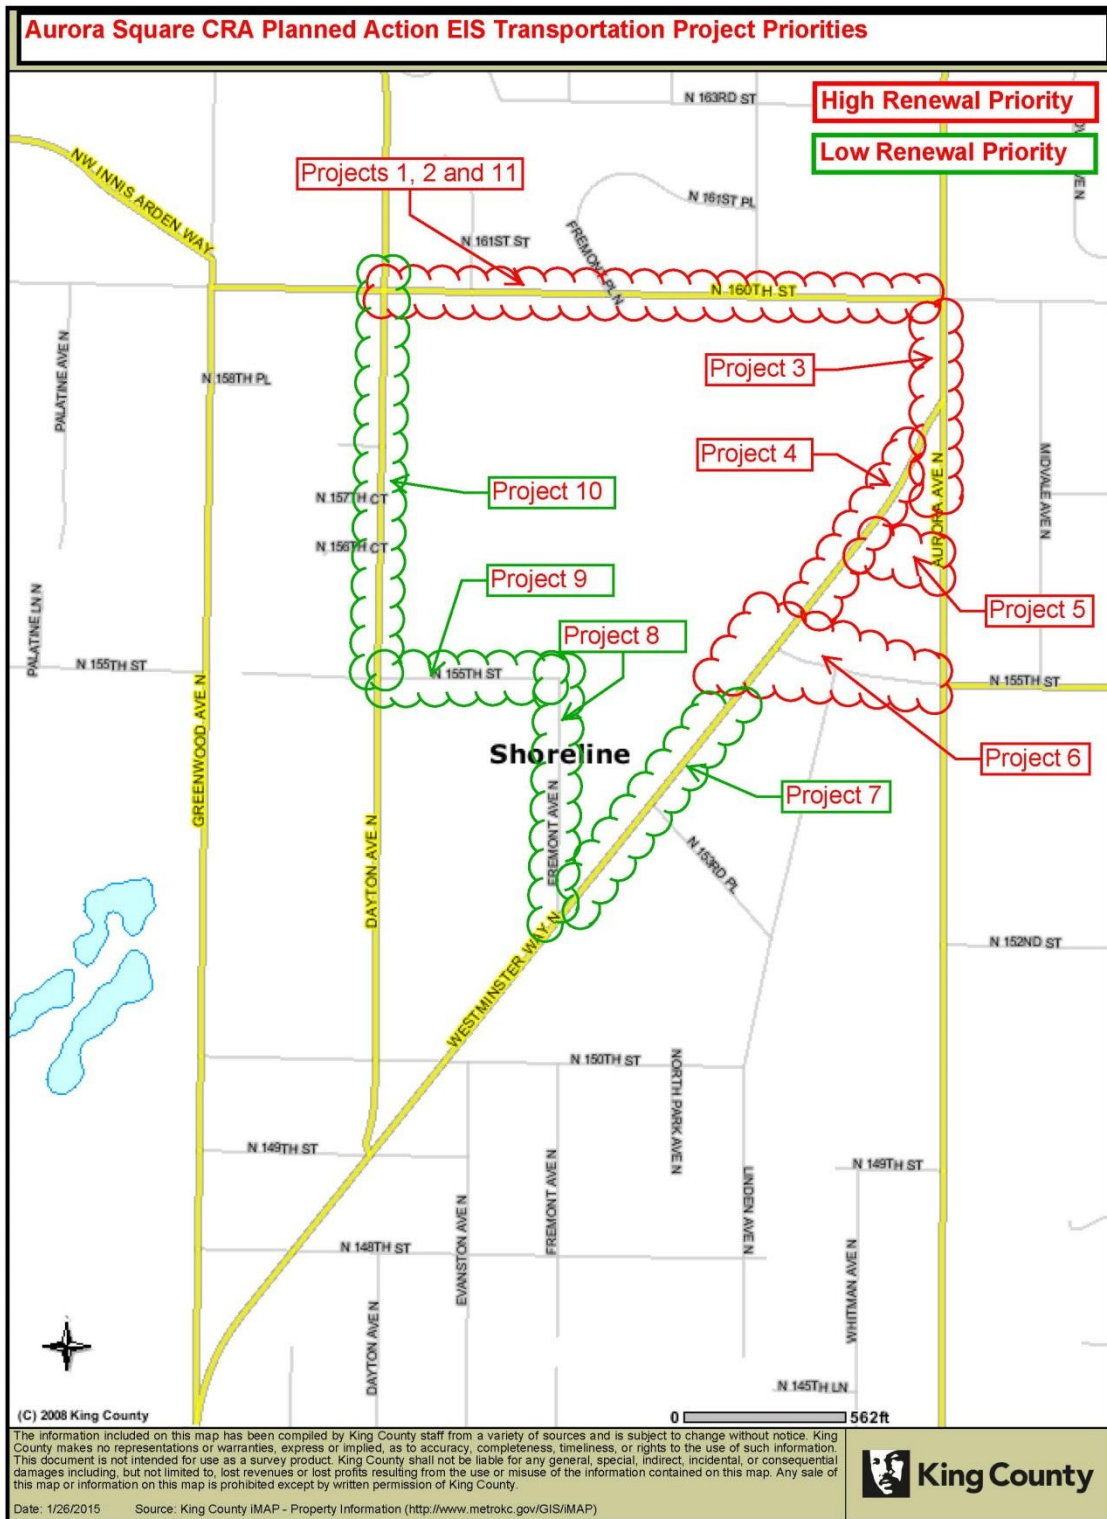 Aurora Square CRA Planned Action EIS Transportation Project Priorities
High Renewal Priority
Low Renewal Priority
N 163RD ST
NW INNIS ARDEN WAY
Projects 1, 2 and 11
N 161ST PL
N 161ST ST
FREMONT PL N
N 160TH ST
PALATINE AVE N
N 158TH PL
Project 3
Project 4
MIDVALE AVE N
AURORA AVE N
Project 10
N 157TH CT
N 156TH CT
Project 9
Project 5
PALATINE LN N
Project 8
N 155TH ST
N 155TH ST
N 155TH ST
GREENWOOD AVE N
Shoreline
Project 6
Project 7
FREMONT AVE N
DAYTON AVE N
N 153RD PL
WESTMINSTER WAY N
N 152ND ST
N 150TH ST
NORTH PARK AVE N
N 149TH ST
N 149TH ST
FREMONT AVE N
LINDEN AVE N
EVANSTON AVE N
N 148TH ST
WHITMAN AVE N
DAYTON AVE N
N 145TH LN
(C) 2008 King County
0 562ft
The information included on this map has been compiled by King County staff from a variety of sources and is subject to change without notice. King
County makes no representations or warranties, express or implied, as to accuracy, completeness, timeliness, or rights to the use of such information.
This document is not intended for use as a survey product. King County shall not be liable for any general, special, indirect, incidental, or consequential
damages including, but not limited to, lost revenues or lost profits resulting from the use or misuse of the information contained on this map. Any sale of
this map or information on this map is prohibited except by written permission of King County.
Date: 1/26/2015 Source: King County iMAP - Property Information (http://www.metrokc.gov/GIS/iMAP)
King County